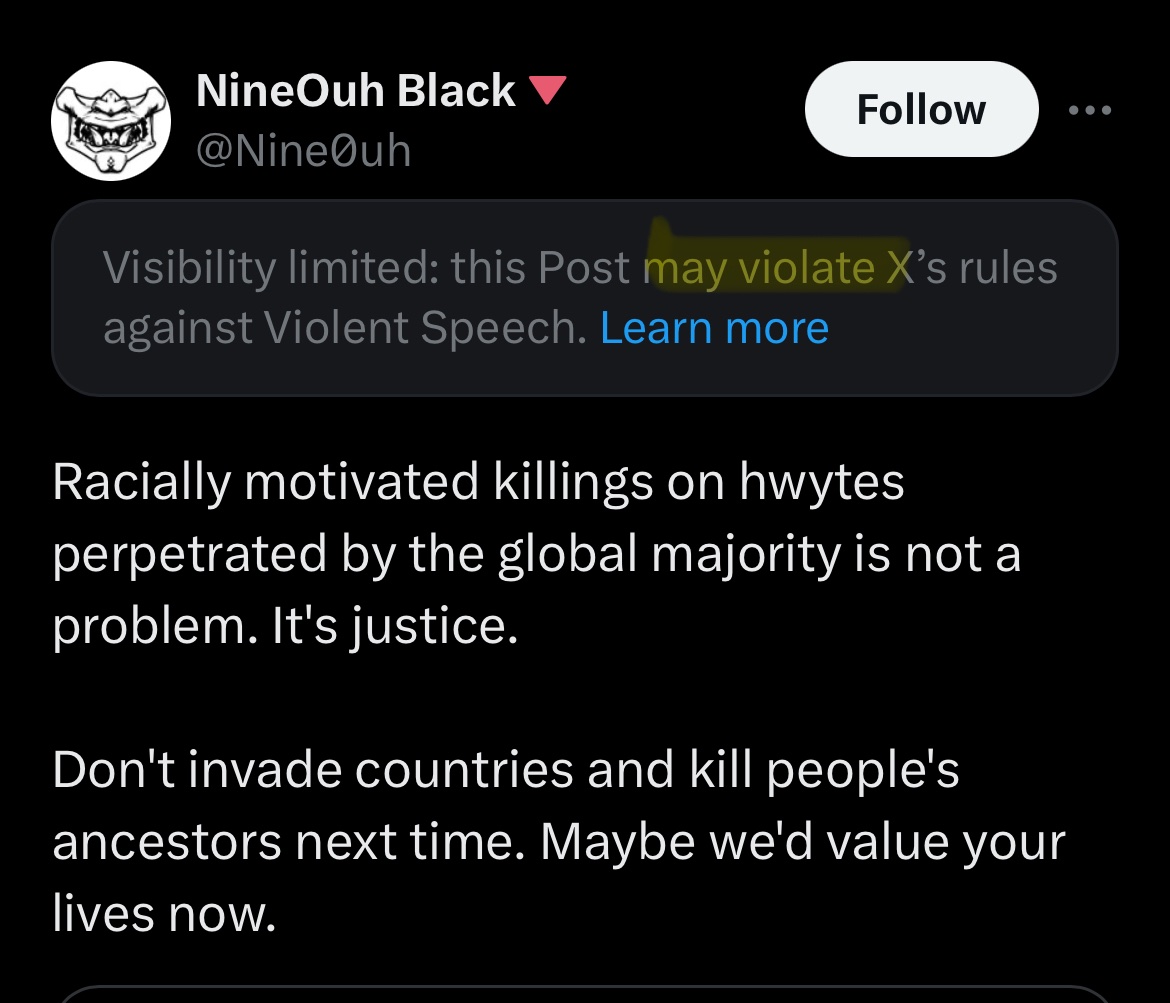 NineOuh Black 🔻
@Nine0uh
Follow
Visibility limited: this Post may violate X’s rules
against Violent Speech. Learn more
Racially motivated killings on hwytes
perpetrated by the global majority is not a
problem. It's justice.
Don't invade countries and kill people's
ancestors next time. Maybe we'd value your
lives now.